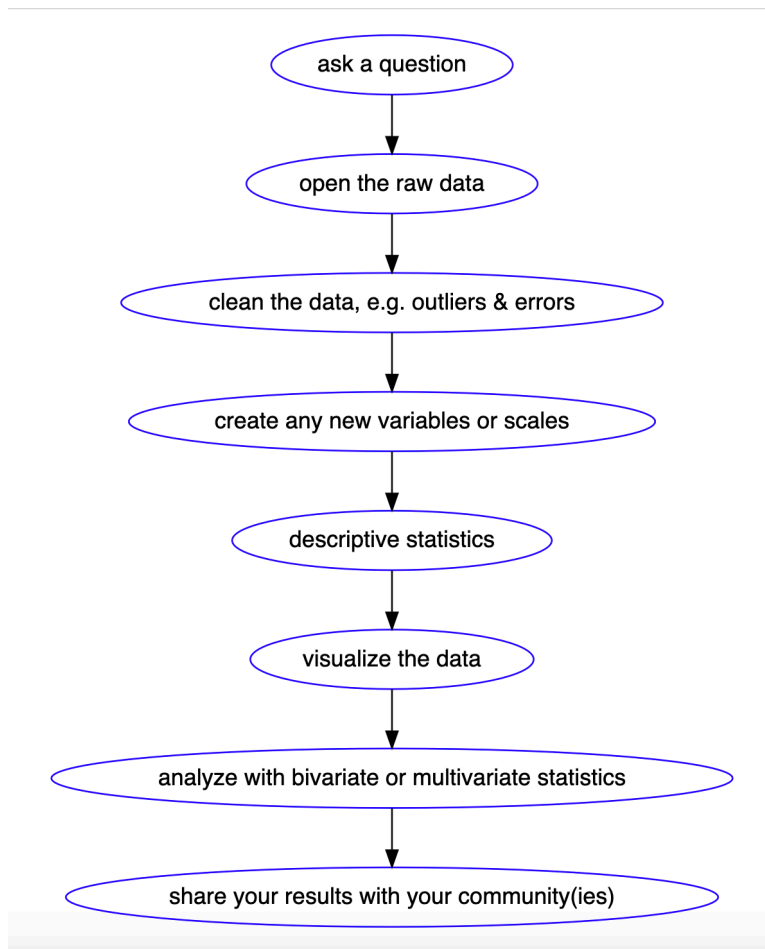 ask a question
open the raw data
clean the data, e.g. outliers & errors
create any new variables or scales
descriptive statistics
visualize the data
analyze with bivariate or multivariate statistics
share your results with your community(ies)